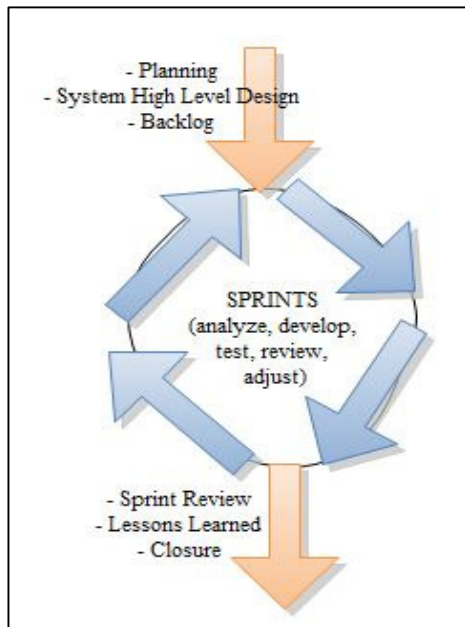 - Planning
- System High Level Design
- Backlog
SPRINTS
(analyze, develop,
test, review,
adjust)
- Sprint Review
- Lessons Learned
- Closure